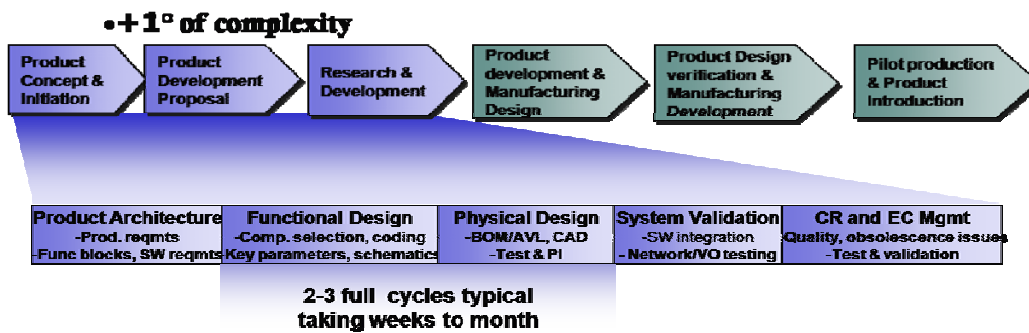 •+1° of complexity
Product
Concept &
Initiation
Product
Development
Proposal
Research &
Development
Product
development &
Manufacturing
Design
Product Design
verification &
Manufacturing
Development
Pilot production
& Product
Introduction
Product Architecture
-Prod. reqmts
-Func blocks, SW reqmts
Functional Design
-Comp. selection, coding
-Key parameters, schematics
Physical Design
-BOM/AVL, CAD
-Test & PI
System Validation
-SW integration
-Network/VO testing
CR and EC Mgmt
Quality, obsolescence issues
-Test & validation
2-3 full cycles typical
taking weeks to month